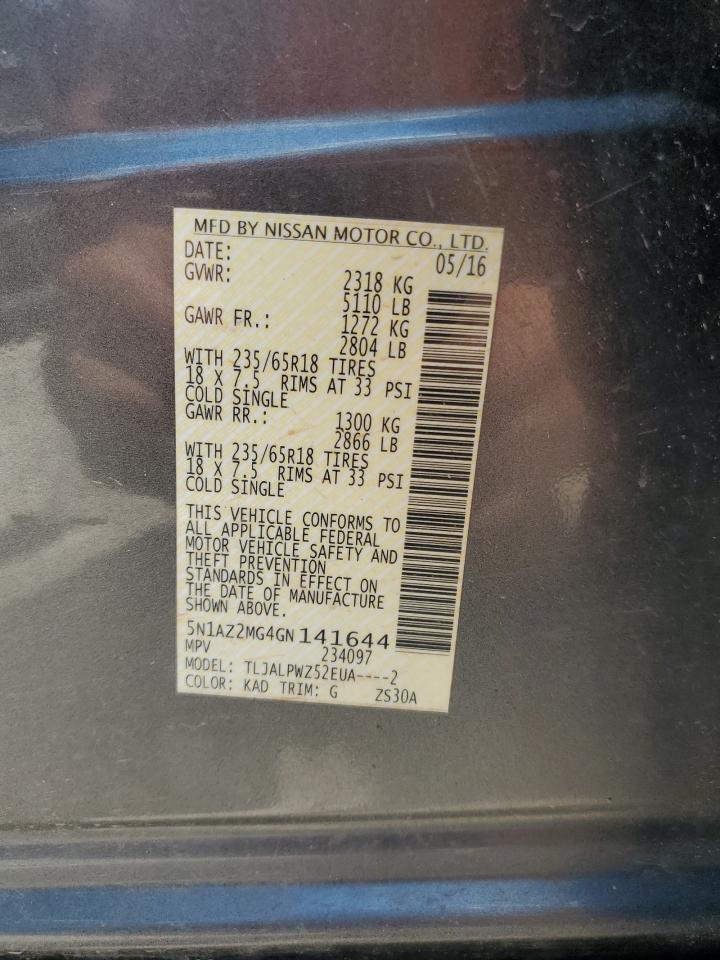 MFD BY NISSAN MOTOR CO., LTD.
DATE: 05/16
GVWR: 2318 KG
5110 LB
GAWR FR.: 1272 KG
2804 LB
WITH 235/65R18 TIRES
18 X 7.5 RIMS AT 33 PSI
COLD SINGLE
GAWR RR.: 1300 KG
2866 LB
WITH 235/65R18 TIRES
18 X 7.5 RIMS AT 33 PSI
COLD SINGLE
THIS VEHICLE CONFORMS TO
ALL APPLICABLE FEDERAL
MOTOR VEHICLE SAFETY AND
THEFT PREVENTION
STANDARDS IN EFFECT ON
THE DATE OF MANUFACTURE
SHOWN ABOVE.
5N1AZ2MG4GN141644
MPV 234097
MODEL: TLJALPWZ52EUA----2
COLOR: KAD TRIM: G ZS30A